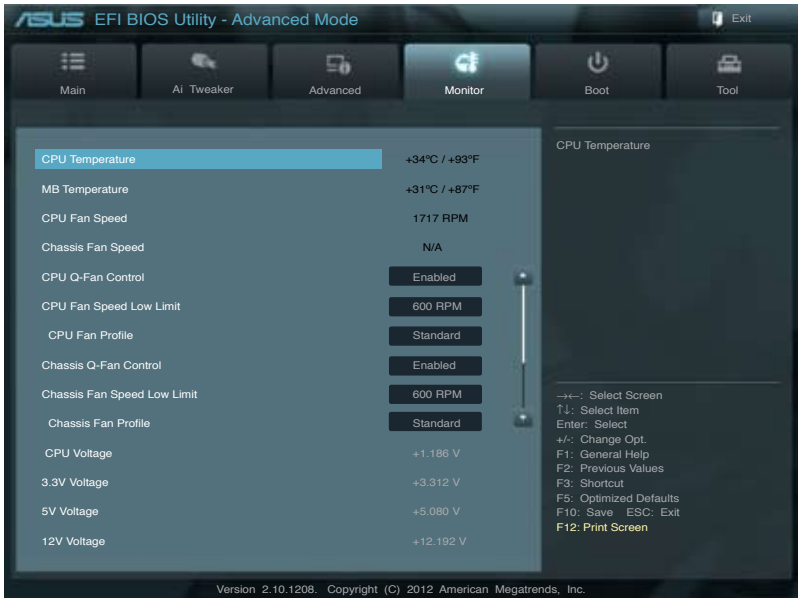 ASUS EFI BIOS Utility - Advanced Mode
Exit
Main
Ai Tweaker
Advanced
Monitor
Boot
Tool
CPU Temperature +34°C / +93°F
MB Temperature +31°C / +87°F
CPU Fan Speed 1717 RPM
Chassis Fan Speed N/A
CPU Q-Fan Control Enabled
CPU Fan Speed Low Limit 600 RPM
CPU Fan Profile Standard
Chassis Q-Fan Control Enabled
Chassis Fan Speed Low Limit 600 RPM
Chassis Fan Profile Standard
CPU Voltage +1.186 V
3.3V Voltage +3.312 V
5V Voltage +5.080 V
12V Voltage +12.192 V
CPU Temperature
→←: Select Screen
↑↓: Select Item
Enter: Select
+/-: Change Opt.
F1: General Help
F2: Previous Values
F3: Shortcut
F5: Optimized Defaults
F10: Save ESC: Exit
F12: Print Screen
Version 2.10.1208. Copyright (C) 2012 American Megatrends, Inc.